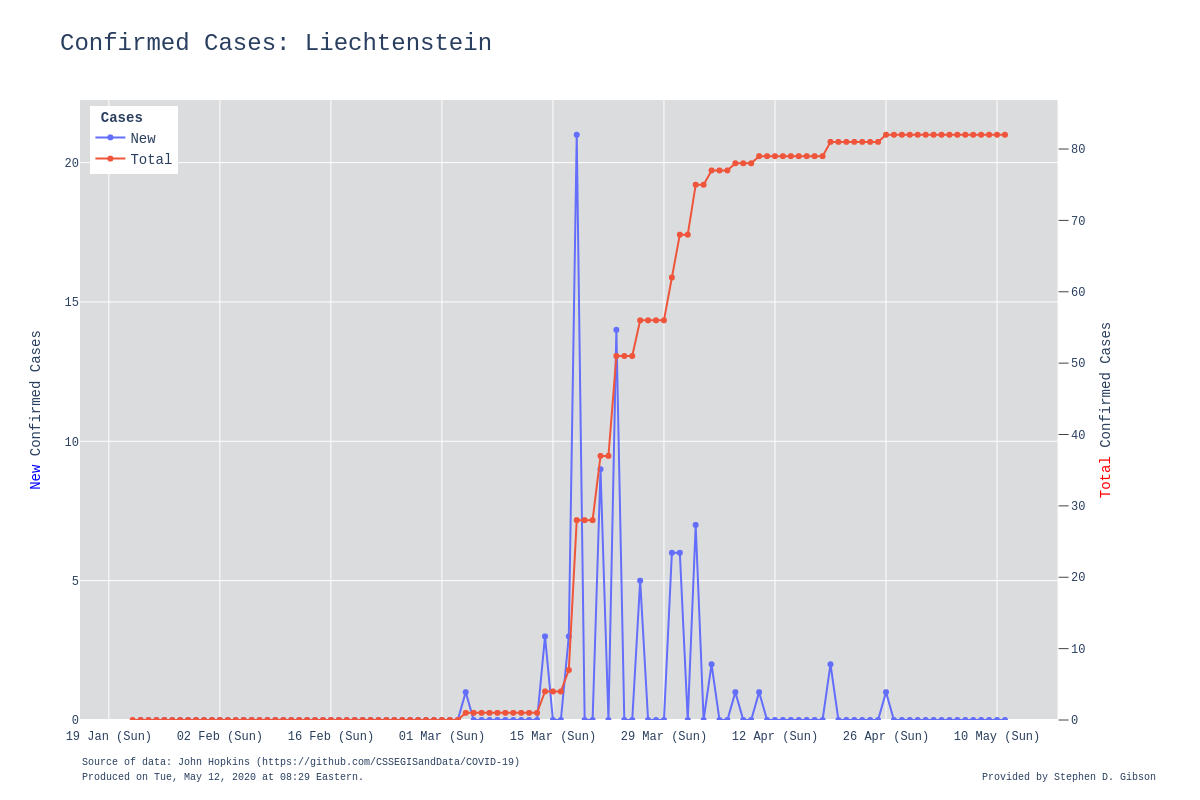 Confirmed Cases: Liechtenstein
Cases
New
Total
20
15
10
5
0
80
70
60
50
40
30
20
10
0
New Confirmed Cases
Total Confirmed Cases
19 Jan (Sun) 02 Feb (Sun) 16 Feb (Sun) 01 Mar (Sun) 15 Mar (Sun) 29 Mar (Sun) 12 Apr (Sun) 26 Apr (Sun) 10 May (Sun)
Source of data: John Hopkins (https://github.com/CSSEGISandData/COVID-19)
Produced on Tue, May 12, 2020 at 08:29 Eastern.
Provided by Stephen D. Gibson